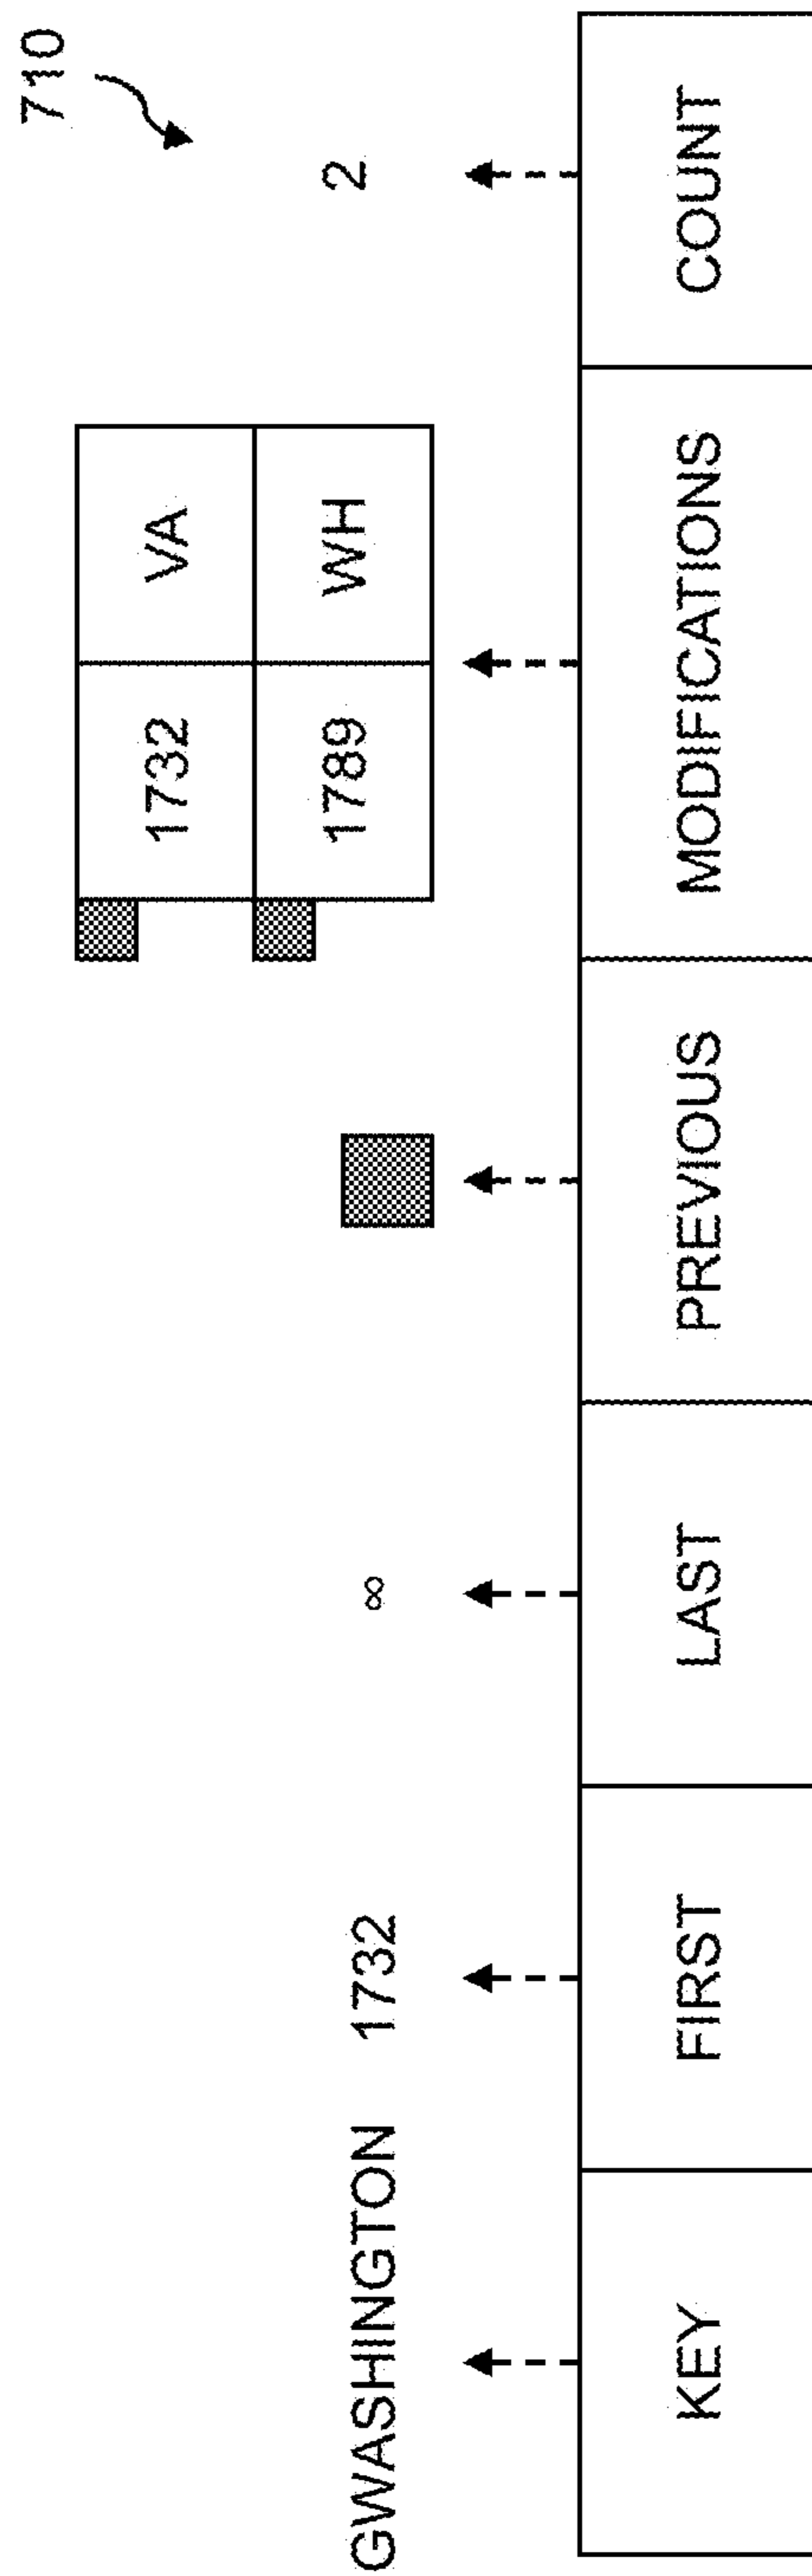 710
VA
1732
WH
1789
2
∞
GWASHINGTON
1732
KEY
FIRST
LAST
PREVIOUS
MODIFICATIONS
COUNT